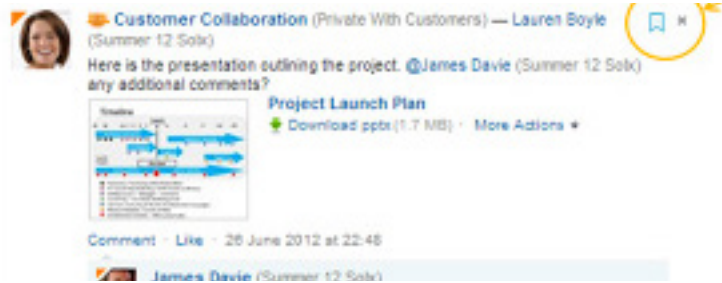 Customer Collaboration (Private With Customers) — Lauren Boyle
(Summer 12 Solx)
Here is the presentation outlining the project. @James Davie (Summer 12 Solx)
any additional comments?
Project Launch Plan
Timeline
Download pptx (1.7 MB) · More Actions
Comment · Like · 26 June 2012 at 22:48
James Davie (Summer 12 Solx)